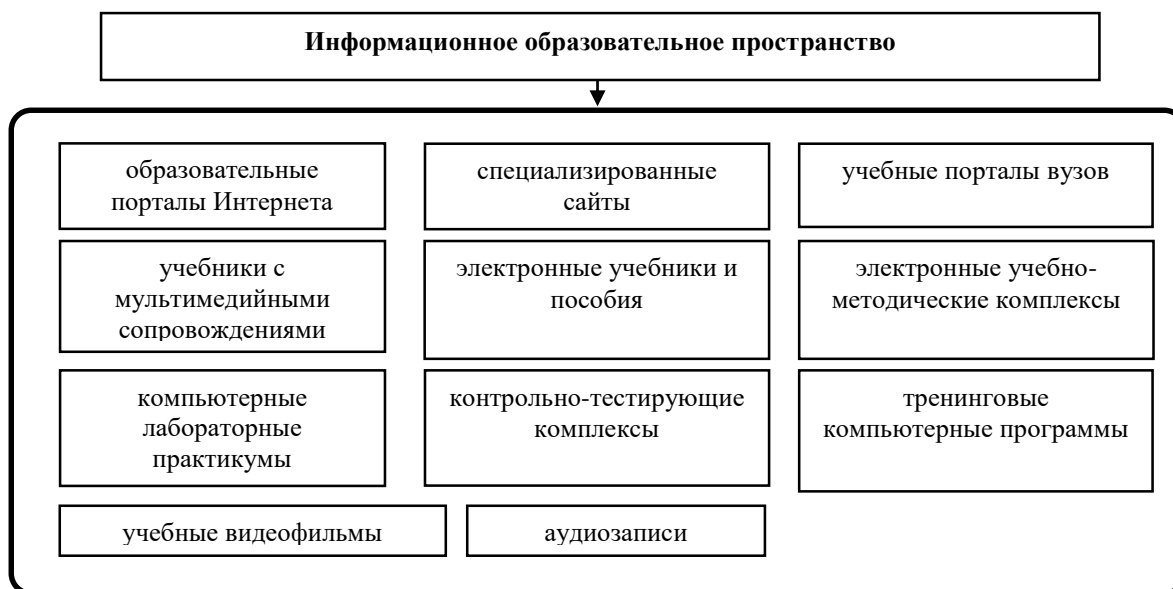 Информационное образовательное пространство
образовательные
порталы Интернета
специализированные
сайты
учебные порталы вузов
учебники с
мультимедийными
сопровождениями
электронные учебники и
пособия
электронные учебно-
методические комплексы
компьютерные
лабораторные
практикумы
контрольно-тестирующие
комплексы
тренинговые
компьютерные программы
учебные видеофильмы
аудиозаписи